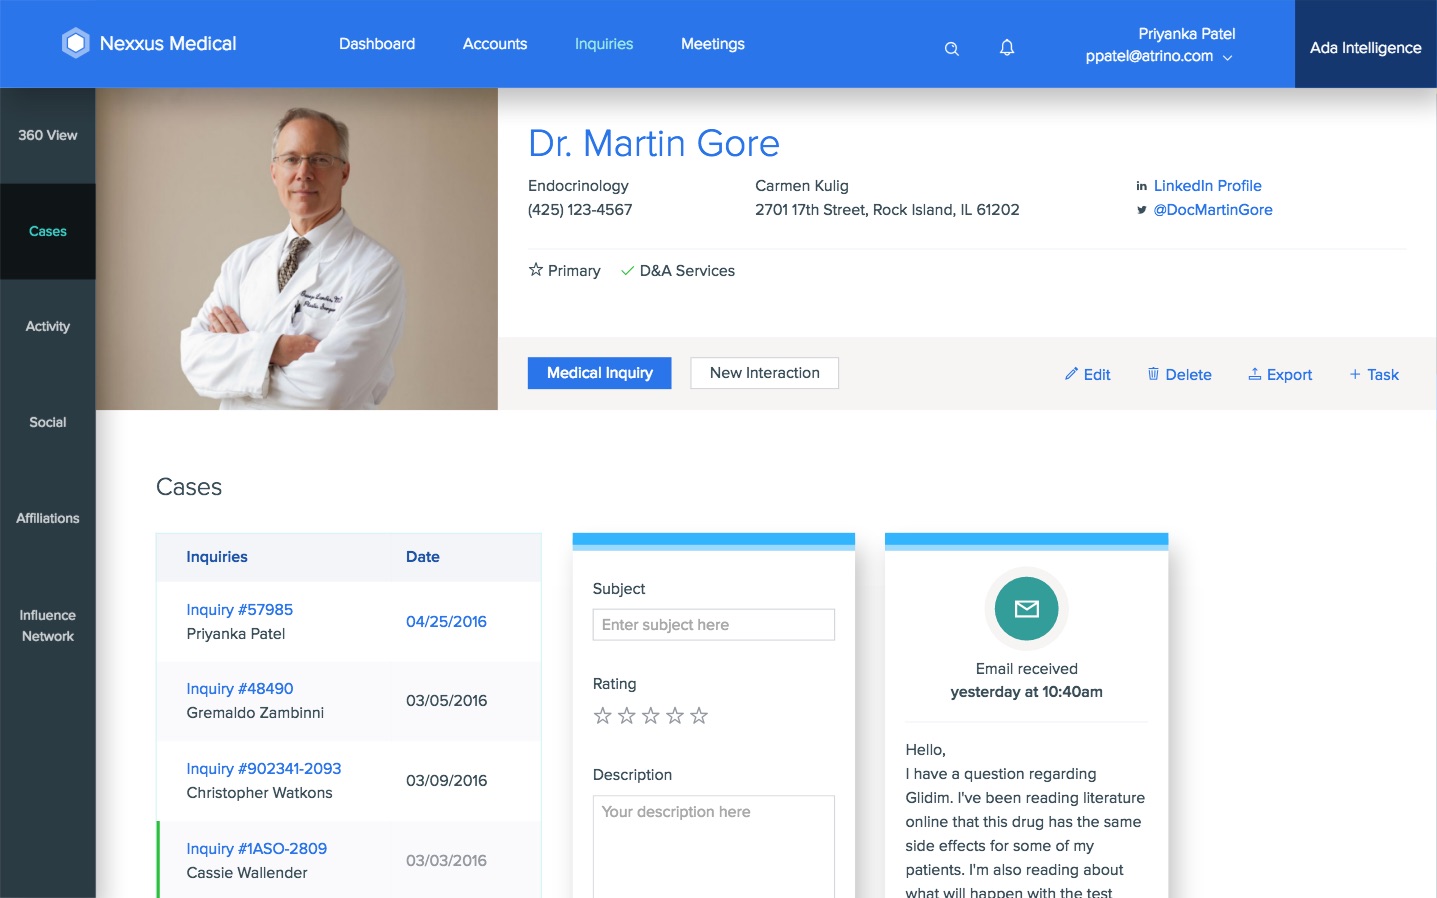 Nexxus Medical
Dashboard
Accounts
Inquiries
Meetings
Priyanka Patel
ppatel@atrino.com
Ada Intelligence
360 View
Cases
Activity
Social
Affiliations
Influence
Network
Dr. Martin Gore
Endocrinology
(425) 123-4567
Carmen Kulig
2701 17th Street, Rock Island, IL 61202
in LinkedIn Profile
@DocMartinGore
Primary
D&A Services
Medical Inquiry
New Interaction
Edit
Delete
Export
+ Task
Cases
Inquiries Date
Inquiry #57985
Priyanka Patel
04/25/2016
Inquiry #48490
Gremaldo Zambinni
03/05/2016
Inquiry #902341-2093
Christopher Watkons
03/09/2016
Inquiry #1ASO-2809
Cassie Wallender
03/03/2016
Subject
Enter subject here
Rating
Description
Your description here
Email received
yesterday at 10:40am
Hello,
I have a question regarding
Glidim. I've been reading literature
online that this drug has the same
side effects for some of my
patients. I'm also reading about
what will happen with the test